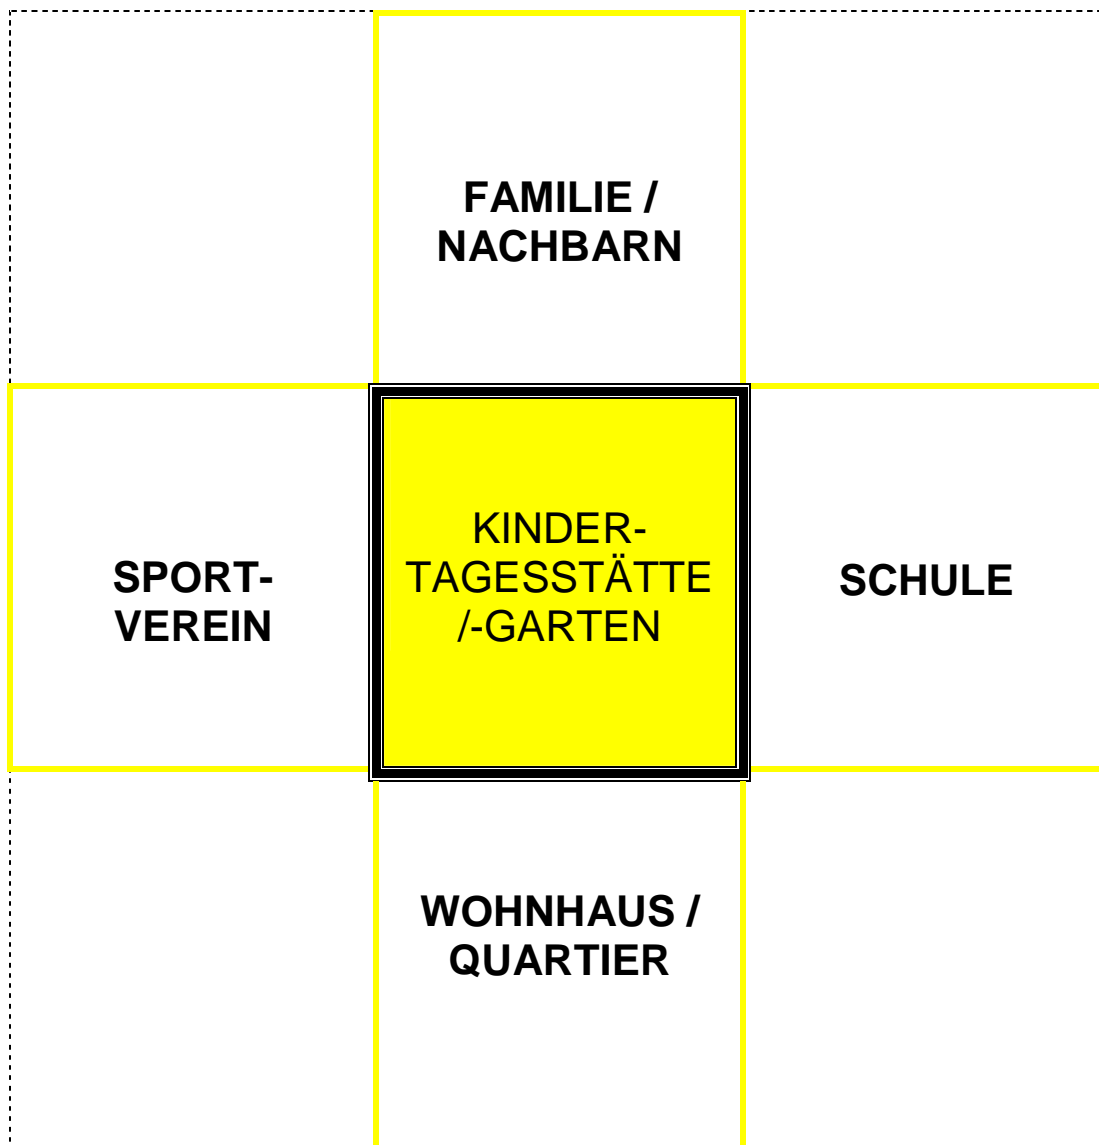 FAMILIE /
NACHBARN
SPORT-
VEREIN
KINDER-
TAGESSTÄTTE
/-GARTEN
SCHULE
WOHNHAUS /
QUARTIER